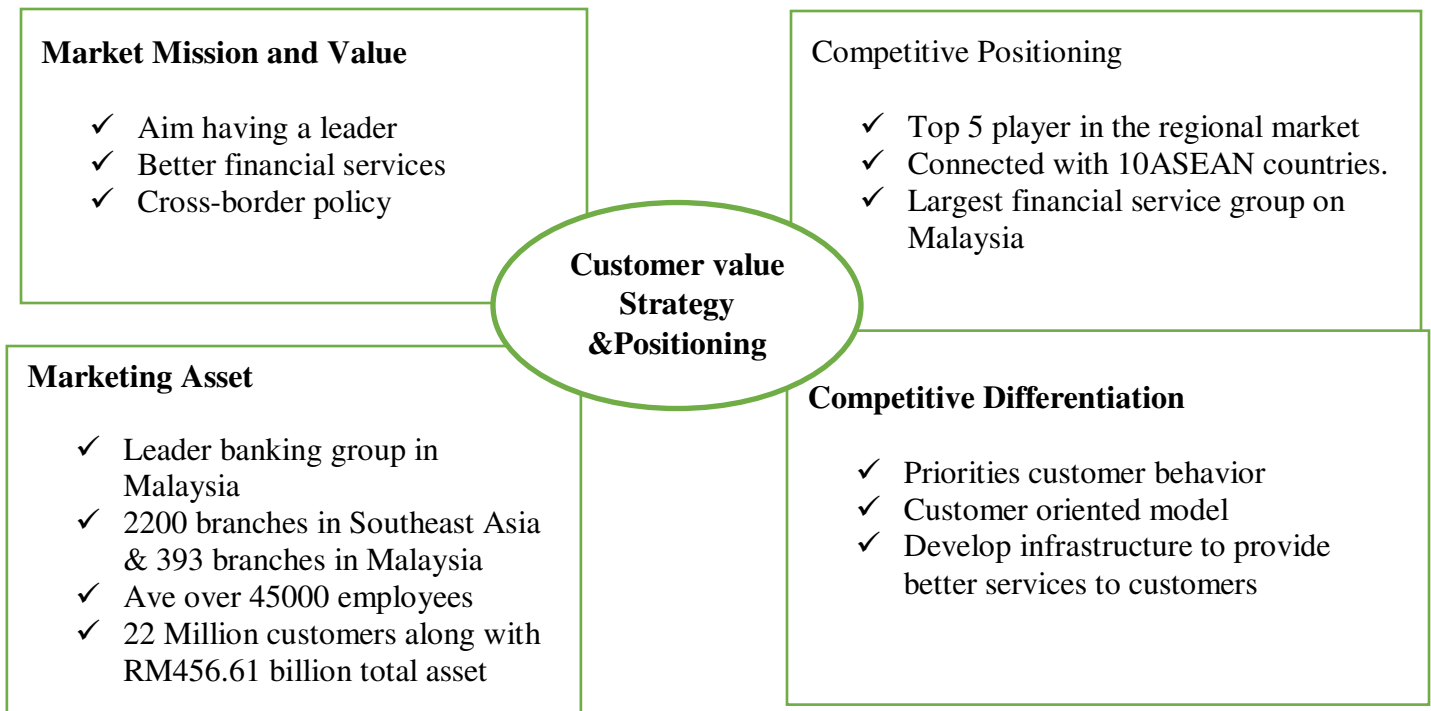 Market Mission and Value
✓ Aim having a leader
✓ Better financial services
✓ Cross-border policy
Competitive Positioning
✓ Top 5 player in the regional market
✓ Connected with 10ASEAN countries.
✓ Largest financial service group on
Malaysia
Customer value
Strategy
&Positioning
Marketing Asset
✓ Leader banking group in
Malaysia
✓ 2200 branches in Southeast Asia
& 393 branches in Malaysia
✓ Ave over 45000 employees
✓ 22 Million customers along with
RM456.61 billion total asset
Competitive Differentiation
✓ Priorities customer behavior
✓ Customer oriented model
✓ Develop infrastructure to provide
better services to customers